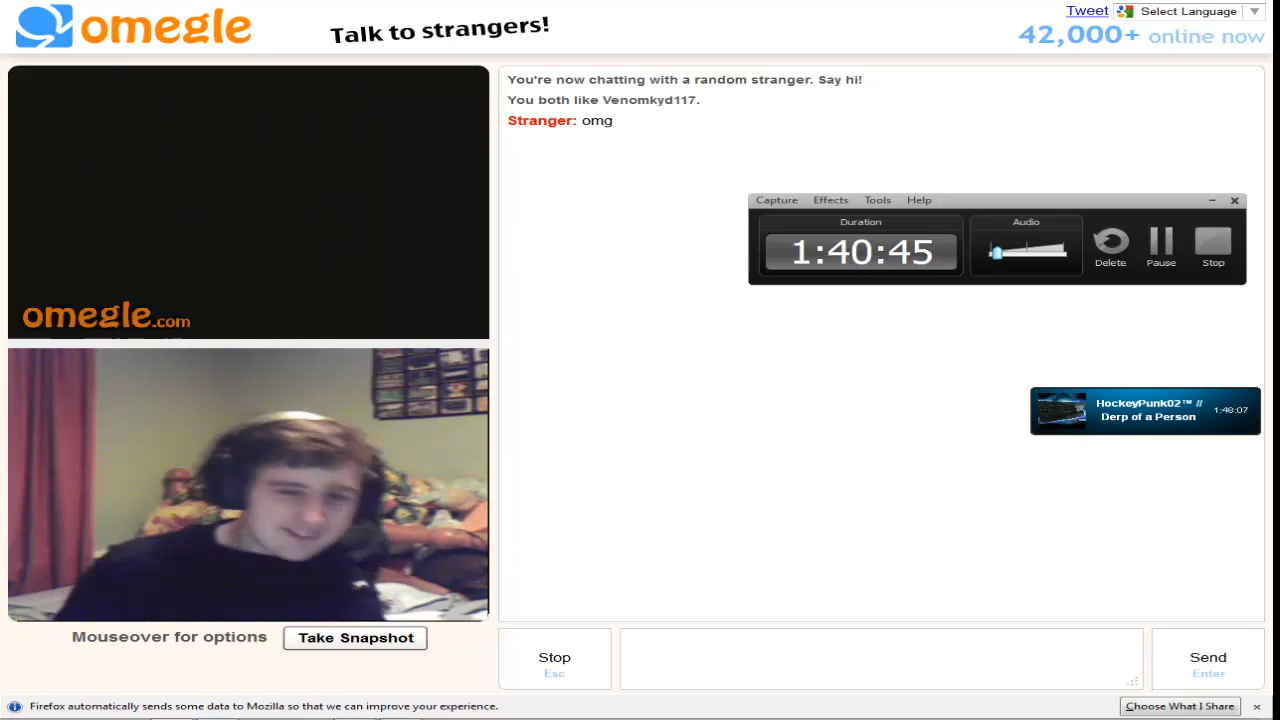 omegle
Talk to strangers!
Tweet
Select Language
42,000+ online now
omegle.com
Mouseover for options
Take Snapshot
You're now chatting with a random stranger. Say hi!
You both like Venomkyd117.
Stranger: omg
Capture Effects Tools Help
Duration
1:40:45
Audio
Delete
Pause
Stop
HockeyPunk02™ //
Derp of a Person
1:48:07
Stop
Esc
Send
Enter
Firefox automatically sends some data to Mozilla so that we can improve your experience.
Choose What I Share